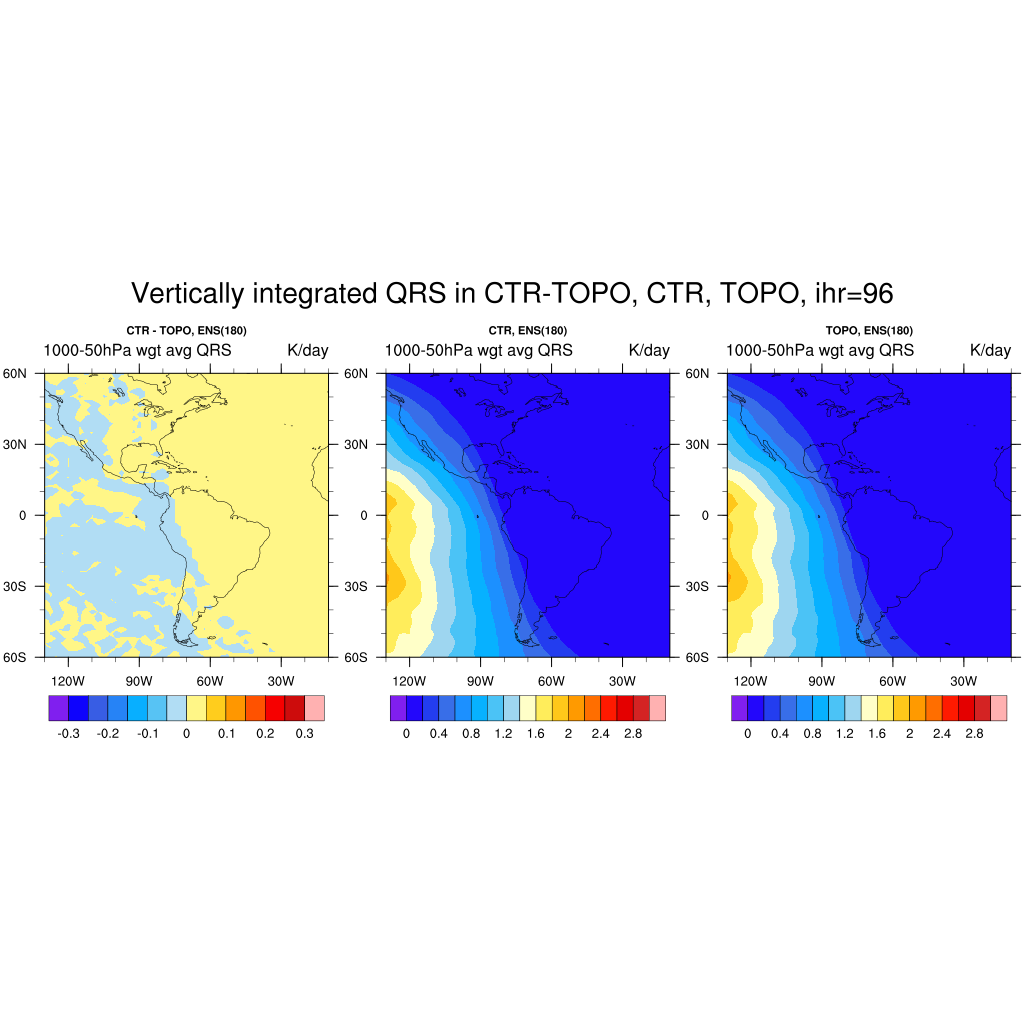 Vertically integrated QRS in CTR-TOPO, CTR, TOPO, ihr=96
CTR - TOPO, ENS(180)
1000-50hPa wgt avg QRS K/day
60N
30N
0
30S
60S
120W 90W 60W 30W
-0.3 -0.2 -0.1 0 0.1 0.2 0.3
CTR, ENS(180)
1000-50hPa wgt avg QRS K/day
60N
30N
0
30S
60S
120W 90W 60W 30W
0 0.4 0.8 1.2 1.6 2 2.4 2.8
TOPO, ENS(180)
1000-50hPa wgt avg QRS K/day
60N
30N
0
30S
60S
120W 90W 60W 30W
0 0.4 0.8 1.2 1.6 2 2.4 2.8